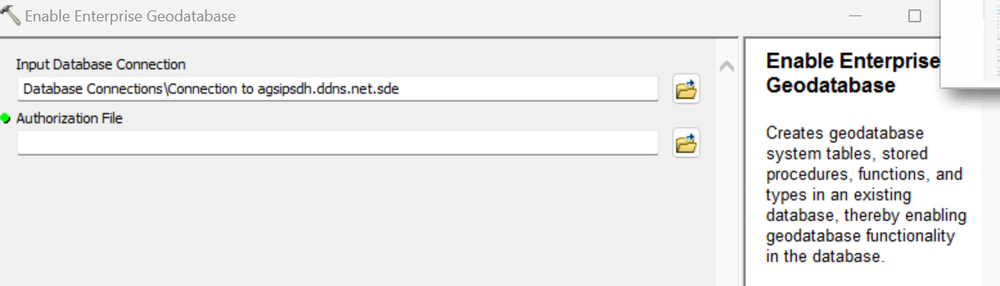 Enable Enterprise Geodatabase
Input Database Connection
Database Connections\Connection to agsipsdh.ddns.net.sde
Authorization File
Enable Enterprise
Geodatabase
Creates geodatabase
system tables, stored
procedures, functions, and
types in an existing
database, thereby enabling
geodatabase functionality
in the database.